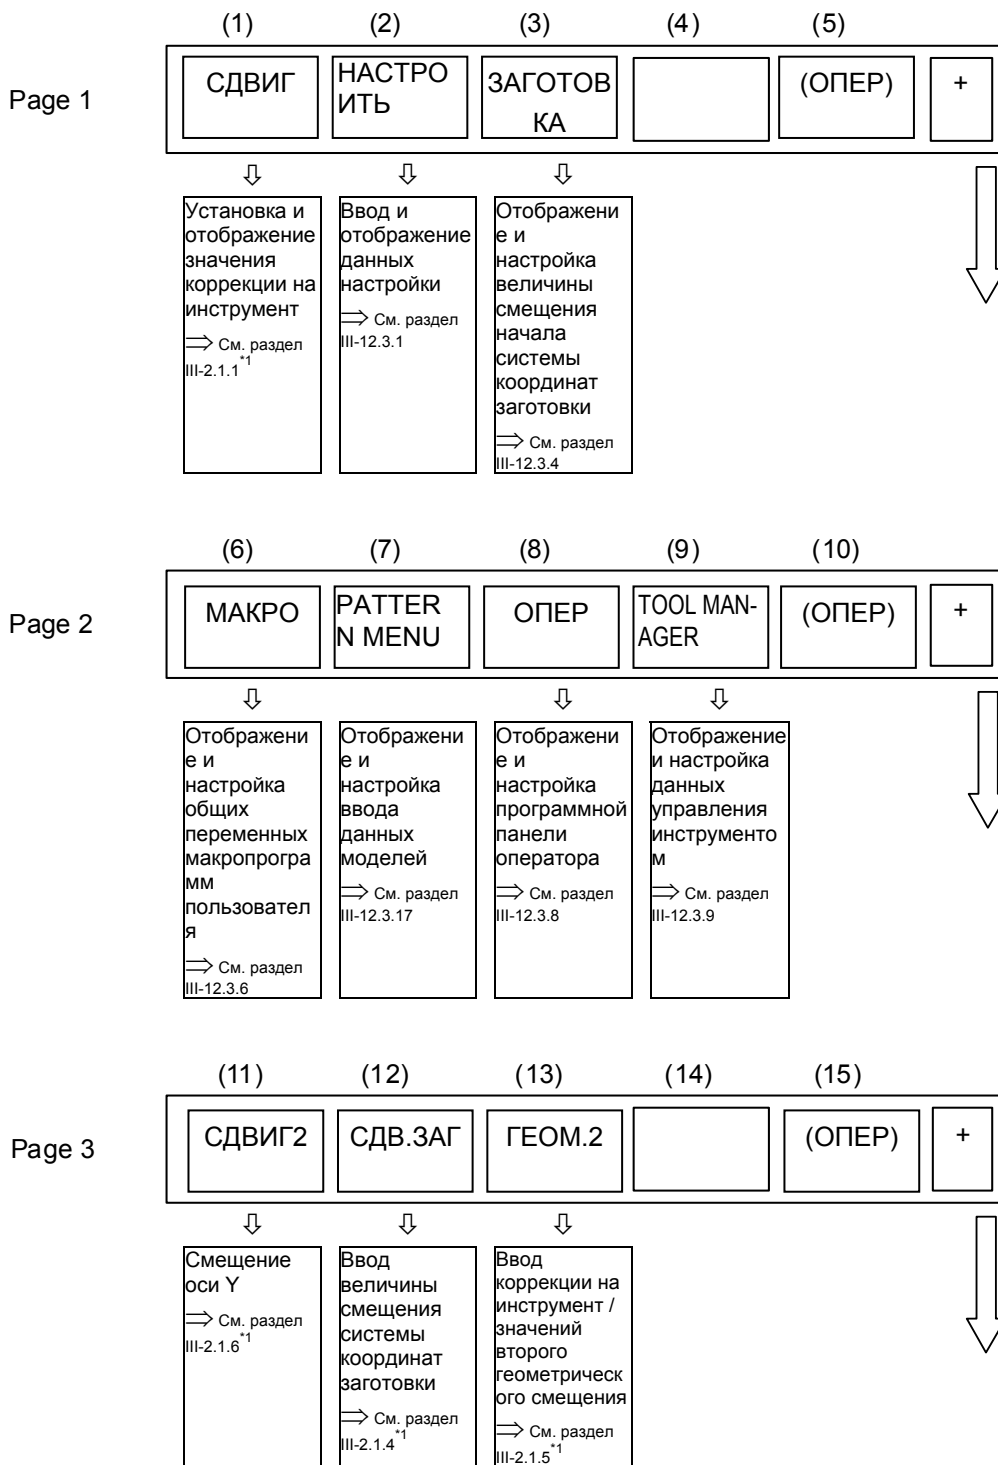 (1) (2) (3) (4) (5)
Page 1
СДВИГ
НАСТРО
ИТЬ
ЗАГОТОВ
КА
(ОПЕР)
+
Установка и
отображение
значения
коррекции на
инструмент
⇒ См. раздел
III-2.1.1*1
Ввод и
отображение
данных
настройки
⇒ См. раздел
III-12.3.1
Отображени
е и
настройка
величины
смещения
начала
системы
координат
заготовки
⇒ См. раздел
III-12.3.4
(6) (7) (8) (9) (10)
Page 2
МАКРО
PATTER
N MENU
ОПЕР
TOOL MAN-
AGER
(ОПЕР)
+
Отображени
е и
настройка
общих
переменных
макропрогра
мм
пользовател
я
⇒ См. раздел
III-12.3.6
Отображени
е и
настройка
ввода
данных
моделей
⇒ См. раздел
III-12.3.17
Отображени
е и
настройка
программной
панели
оператора
⇒ См. раздел
III-12.3.8
Отображение
и настройка
данных
управления
инструменто
м
⇒ См. раздел
III-12.3.9
(11) (12) (13) (14) (15)
Page 3
СДВИГ2
СДВ.ЗАГ
ГЕОМ.2
(ОПЕР)
+
Смещение
оси Y
⇒ См. раздел
III-2.1.6*1
Ввод
величины
смещения
системы
координат
заготовки
⇒ См. раздел
III-2.1.4*1
Ввод
коррекции на
инструмент /
значений
второго
геометрическ
ого смещения
⇒ См. раздел
III-2.1.5*1